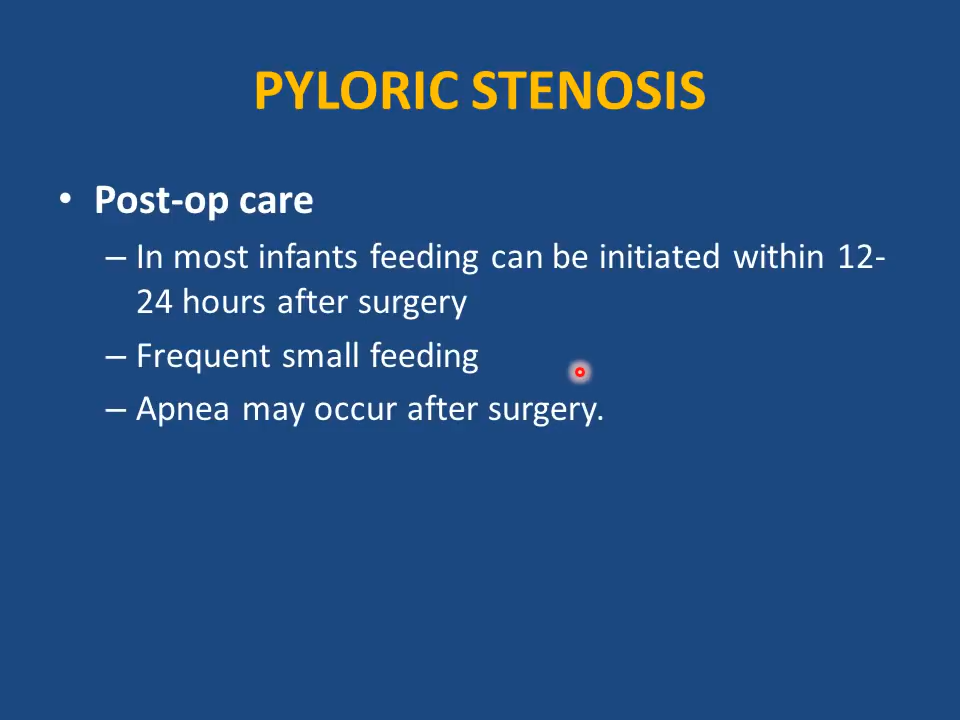 PYLORIC STENOSIS
• Post-op care
– In most infants feeding can be initiated within 12-
24 hours after surgery
– Frequent small feeding
– Apnea may occur after surgery.